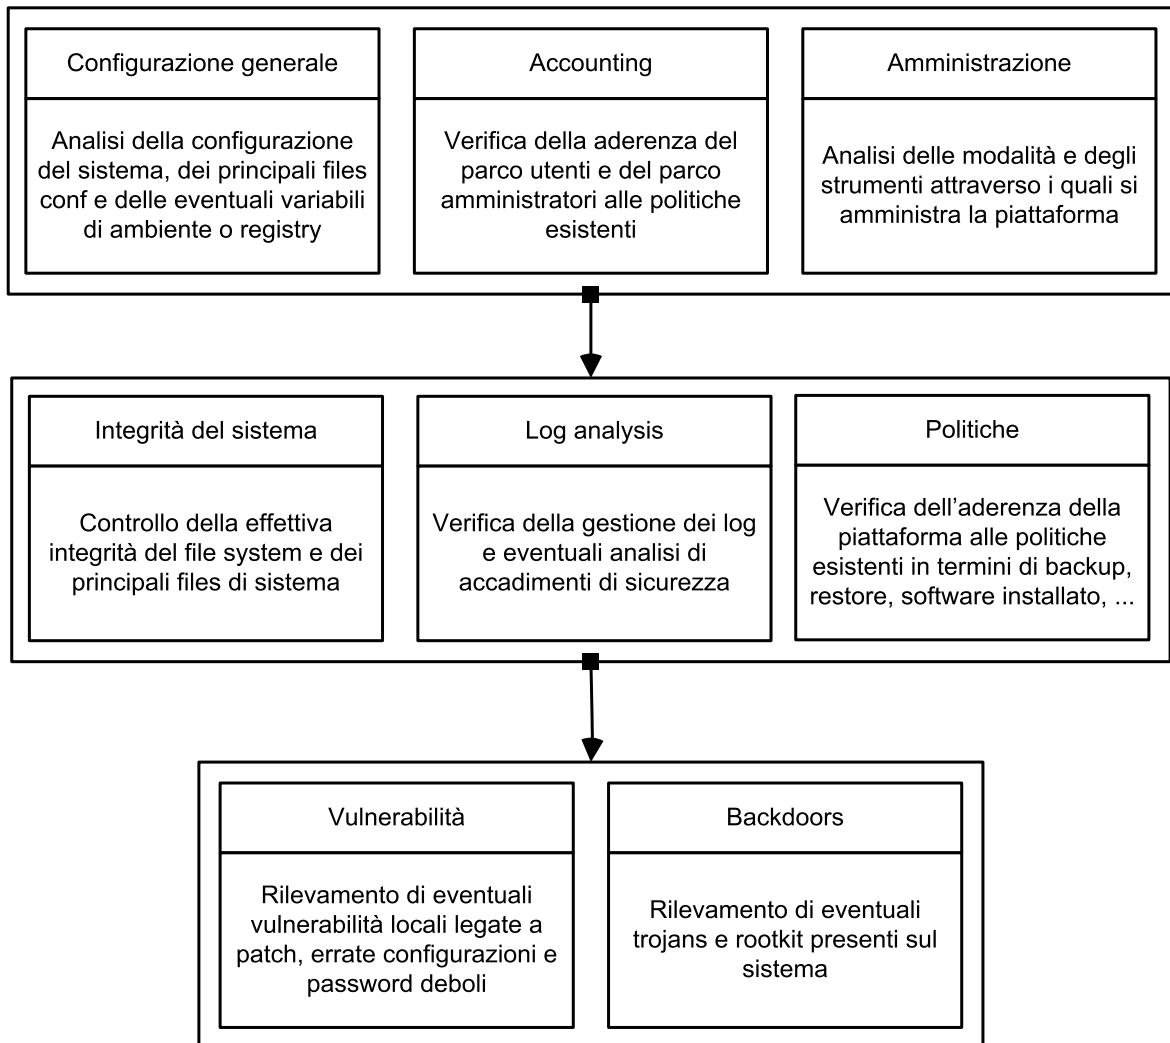 Configurazione generale
Analisi della configurazione
del sistema, dei principali files
conf e delle eventuali variabili
di ambiente o registry
Accounting
Verifica della aderenza del
parco utenti e del parco
amministratori alle politiche
esistenti
Amministrazione
Analisi delle modalità e degli
strumenti attraverso i quali si
amministra la piattaforma
Integrità del sistema
Controllo della effettiva
integrità del file system e dei
principali files di sistema
Log analysis
Verifica della gestione dei log
e eventuali analisi di
accadimenti di sicurezza
Politiche
Verifica dell’aderenza della
piattaforma alle politiche
esistenti in termini di backup,
restore, software installato, ...
Vulnerabilità
Rilevamento di eventuali
vulnerabilità locali legate a
patch, errate configurazioni e
password deboli
Backdoors
Rilevamento di eventuali
trojans e rootkit presenti sul
sistema